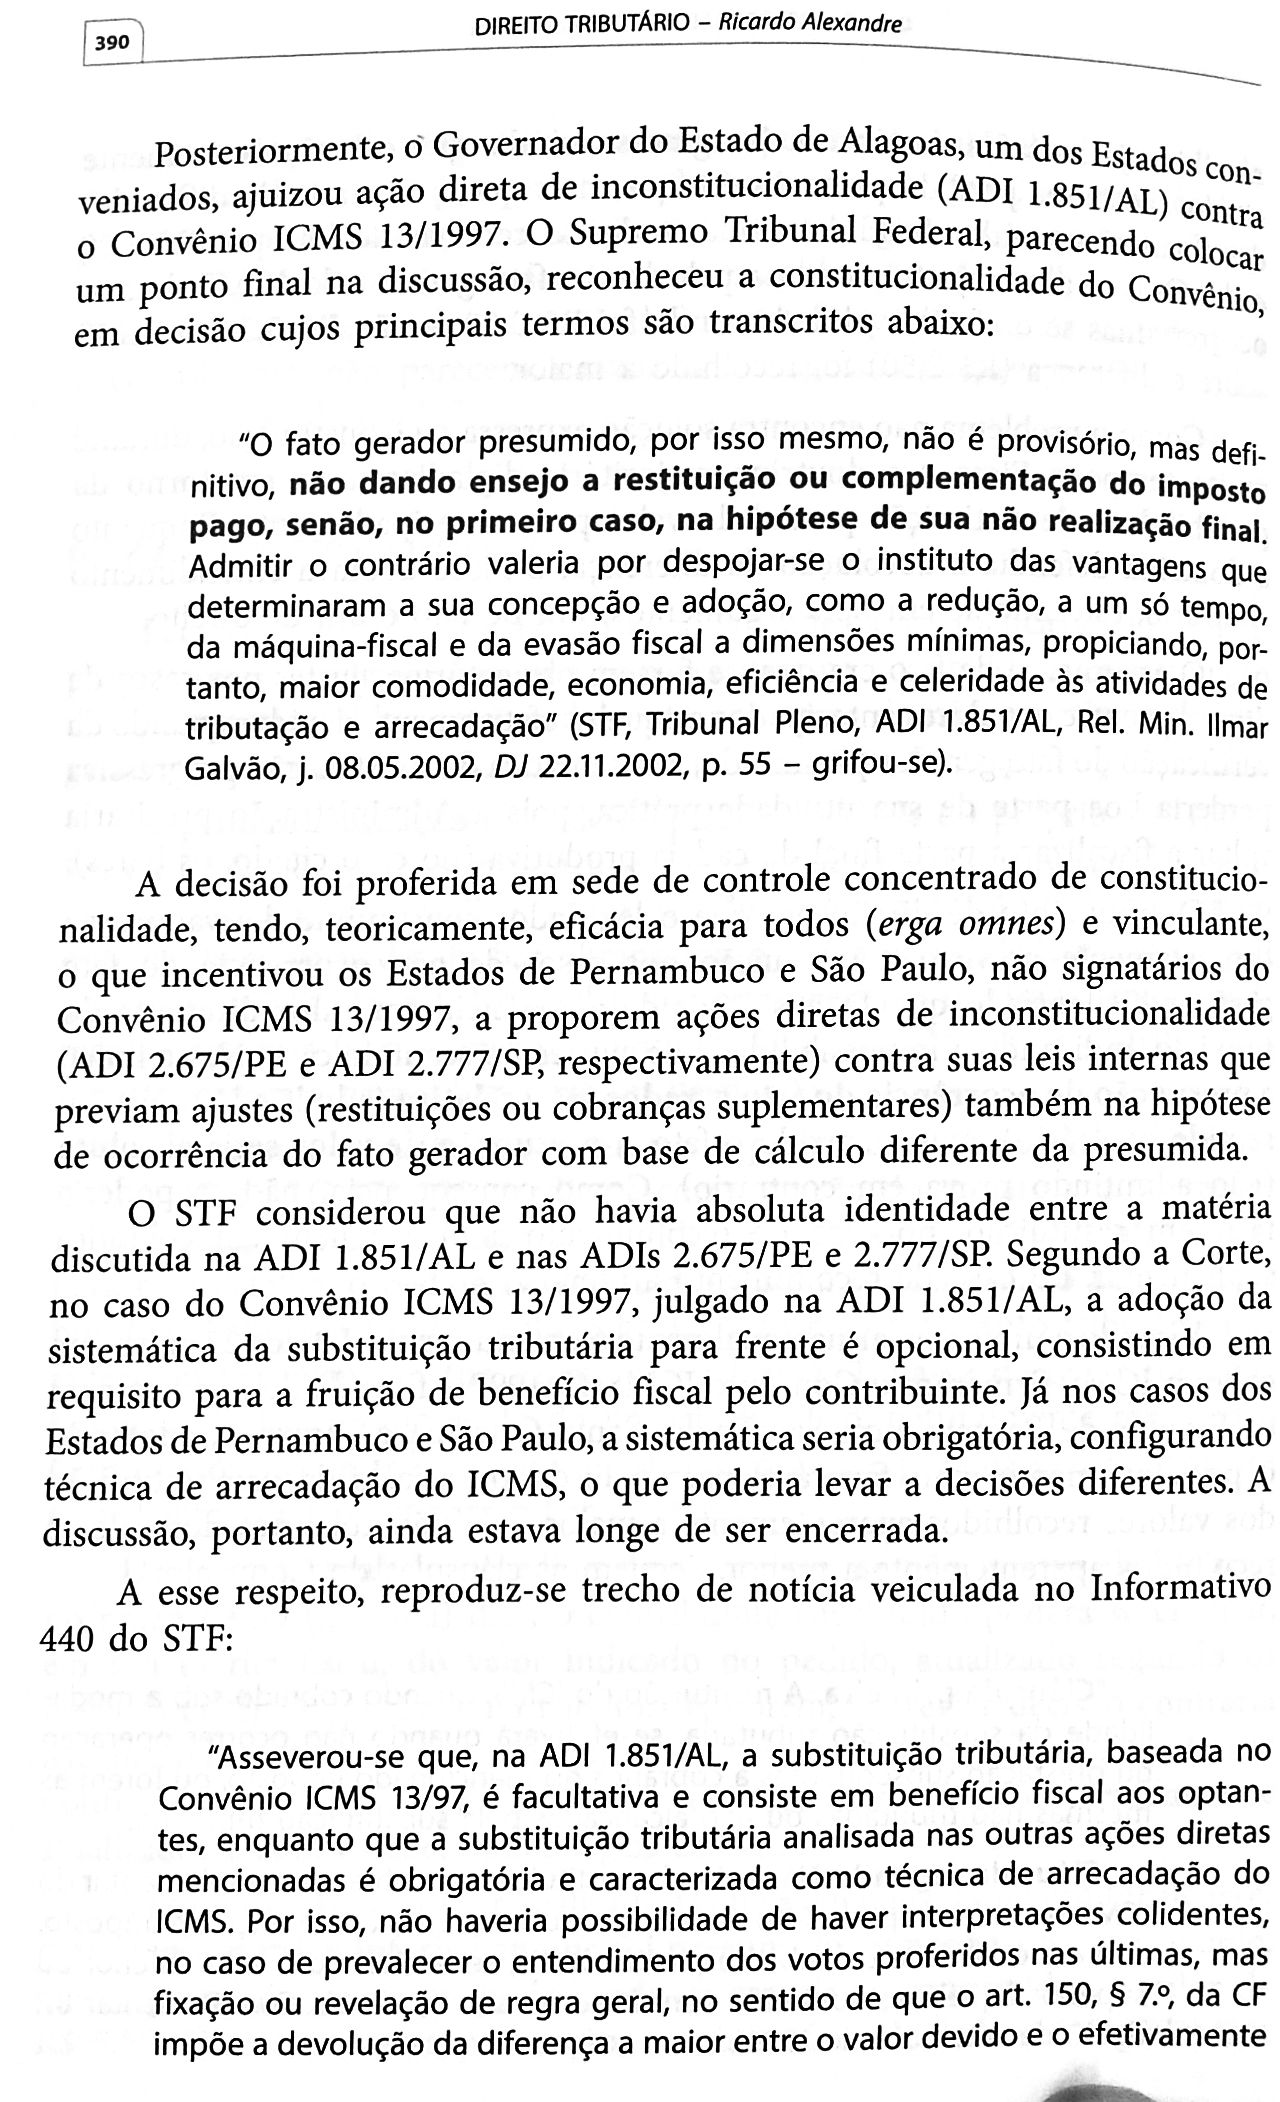 390
DIREITO TRIBUTÁRIO – Ricardo Alexandre
Posteriormente, o Governador do Estado de Alagoas, um dos Estados con-
veniados, ajuizou ação direta de inconstitucionalidade (ADI 1.851/AL) contra
o Convênio ICMS 13/1997. O Supremo Tribunal Federal, parecendo colocar
um ponto final na discussão, reconheceu a constitucionalidade do Convênio,
em decisão cujos principais termos são transcritos abaixo:
"O fato gerador presumido, por isso mesmo, não é provisório, mas defi-
nitivo, não dando ensejo a restituição ou complementação do imposto
pago, senão, no primeiro caso, na hipótese de sua não realização final.
Admitir o contrário valeria por despojar-se o instituto das vantagens que
determinaram a sua concepção e adoção, como a redução, a um só tempo,
da máquina-fiscal e da evasão fiscal a dimensões mínimas, propiciando, por-
tanto, maior comodidade, economia, eficiência e celeridade às atividades de
tributação e arrecadação" (STF, Tribunal Pleno, ADI 1.851/AL, Rel. Min. Ilmar
Galvão, j. 08.05.2002, DJ 22.11.2002, p. 55 – grifou-se).
A decisão foi proferida em sede de controle concentrado de constitucio-
nalidade, tendo, teoricamente, eficácia para todos (erga omnes) e vinculante,
o que incentivou os Estados de Pernambuco e São Paulo, não signatários do
Convênio ICMS 13/1997, a proporem ações diretas de inconstitucionalidade
(ADI 2.675/PE e ADI 2.777/SP, respectivamente) contra suas leis internas que
previam ajustes (restituições ou cobranças suplementares) também na hipótese
de ocorrência do fato gerador com base de cálculo diferente da presumida.
O STF considerou que não havia absoluta identidade entre a matéria
discutida na ADI 1.851/AL e nas ADIs 2.675/PE e 2.777/SP. Segundo a Corte,
no caso do Convênio ICMS 13/1997, julgado na ADI 1.851/AL, a adoção da
sistemática da substituição tributária para frente é opcional, consistindo em
requisito para a fruição de benefício fiscal pelo contribuinte. Já nos casos dos
Estados de Pernambuco e São Paulo, a sistemática seria obrigatória, configurando
técnica de arrecadação do ICMS, o que poderia levar a decisões diferentes. A
discussão, portanto, ainda estava longe de ser encerrada.
A esse respeito, reproduz-se trecho de notícia veiculada no Informativo
440 do STF:
"Asseverou-se que, na ADI 1.851/AL, a substituição tributária, baseada no
Convênio ICMS 13/97, é facultativa e consiste em benefício fiscal aos optan-
tes, enquanto que a substituição tributária analisada nas outras ações diretas
mencionadas é obrigatória e caracterizada como técnica de arrecadação do
ICMS. Por isso, não haveria possibilidade de haver interpretações colidentes,
no caso de prevalecer o entendimento dos votos proferidos nas últimas, mas
fixação ou revelação de regra geral, no sentido de que o art. 150, § 7.º, da CF
impõe a devolução da diferença a maior entre o valor devido e o efetivamente